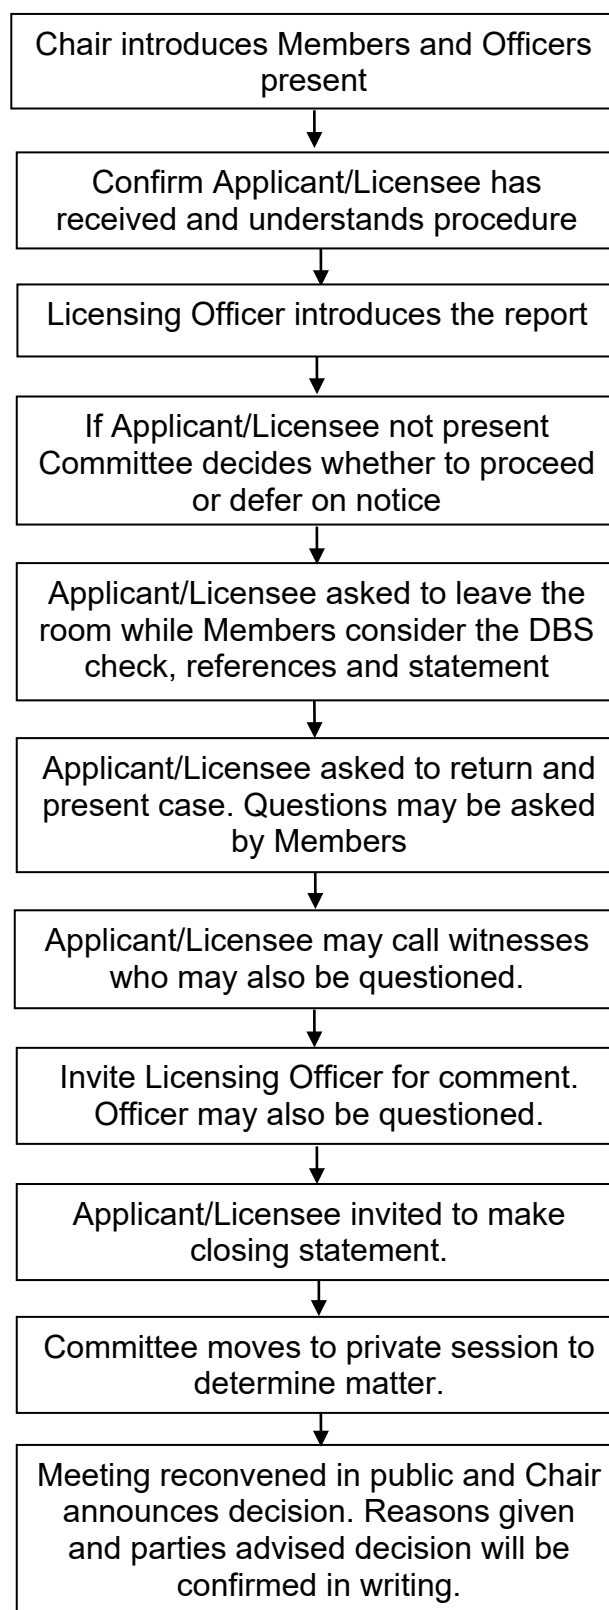 Chair introduces Members and Officers
present
Confirm Applicant/Licensee has
received and understands procedure
Licensing Officer introduces the report
If Applicant/Licensee not present
Committee decides whether to proceed
or defer on notice
Applicant/Licensee asked to leave the
room while Members consider the DBS
check, references and statement
Applicant/Licensee asked to return and
present case. Questions may be asked
by Members
Applicant/Licensee may call witnesses
who may also be questioned.
Invite Licensing Officer for comment.
Officer may also be questioned.
Applicant/Licensee invited to make
closing statement.
Committee moves to private session to
determine matter.
Meeting reconvened in public and Chair
announces decision. Reasons given
and parties advised decision will be
confirmed in writing.